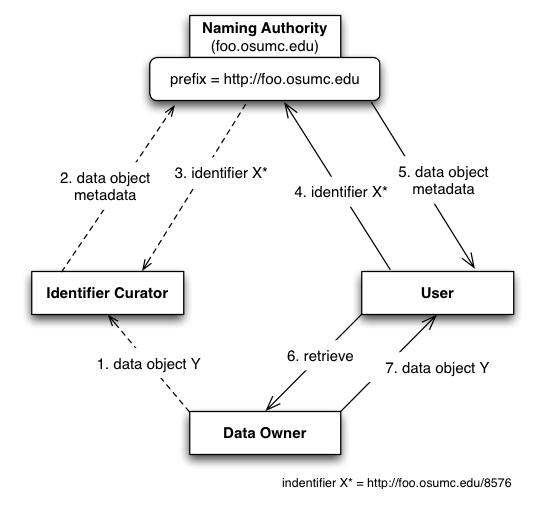 Naming Authority
(foo.osumc.edu)
prefix = http://foo.osumc.edu
2. data object
metadata
3. identifier X*
4. identifier X*
5. data object
metadata
Identifier Curator
User
1. data object Y
6. retrieve
7. data object Y
Data Owner
indentifier X* = http://foo.osumc.edu/8576